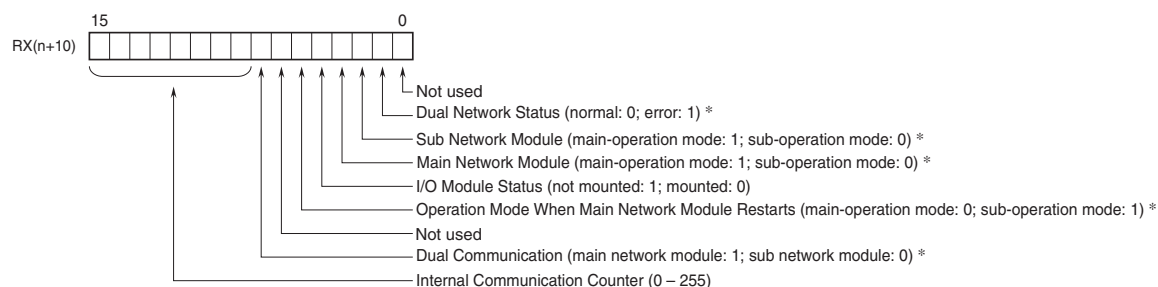 15 0
RX(n+10)
Not used
Dual Network Status (normal: 0; error: 1) *
Sub Network Module (main-operation mode: 1; sub-operation mode: 0) *
Main Network Module (main-operation mode: 1; sub-operation mode: 0) *
I/O Module Status (not mounted: 1; mounted: 0)
Operation Mode When Main Network Module Restarts (main-operation mode: 0; sub-operation mode: 1) *
Not used
Dual Communication (main network module: 1; sub network module: 0) *
Internal Communication Counter (0 – 255)